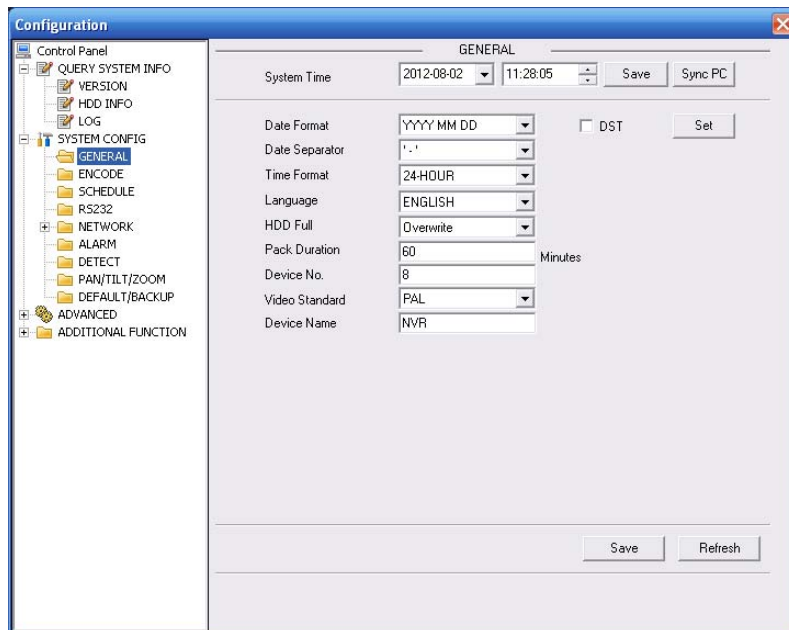 Configuration
Control Panel
QUERY SYSTEM INFO
VERSION
HDD INFO
LOG
SYSTEM CONFIG
GENERAL
ENCODE
SCHEDULE
RS232
NETWORK
ALARM
DETECT
PAN/TILT/ZOOM
DEFAULT/BACKUP
ADVANCED
ADDITIONAL FUNCTION
GENERAL
System Time 2012-08-02 11:28:05 Save Sync PC
Date Format YYYY MM DD DST Set
Date Separator '-'
Time Format 24-HOUR
Language ENGLISH
HDD Full Overwrite
Pack Duration 60 Minutes
Device No. 8
Video Standard PAL
Device Name NVR
Save Refresh